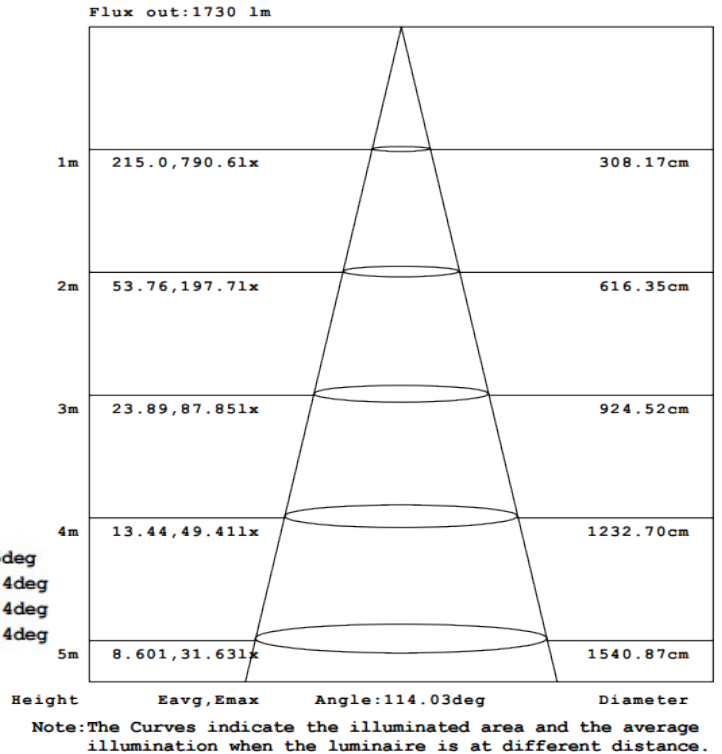 Flux out:1730 lm
1m 215.0,790.6lx 308.17cm
2m 53.76,197.7lx 616.35cm
3m 23.89,87.85lx 924.52cm
4m 13.44,49.41lx 1232.70cm
deg
4deg
4deg
4deg
5m 8.601,31.63lx 1540.87cm
Height Eavg,Emax Angle:114.03deg Diameter
Note:The Curves indicate the illuminated area and the average
illumination when the luminaire is at different distance.